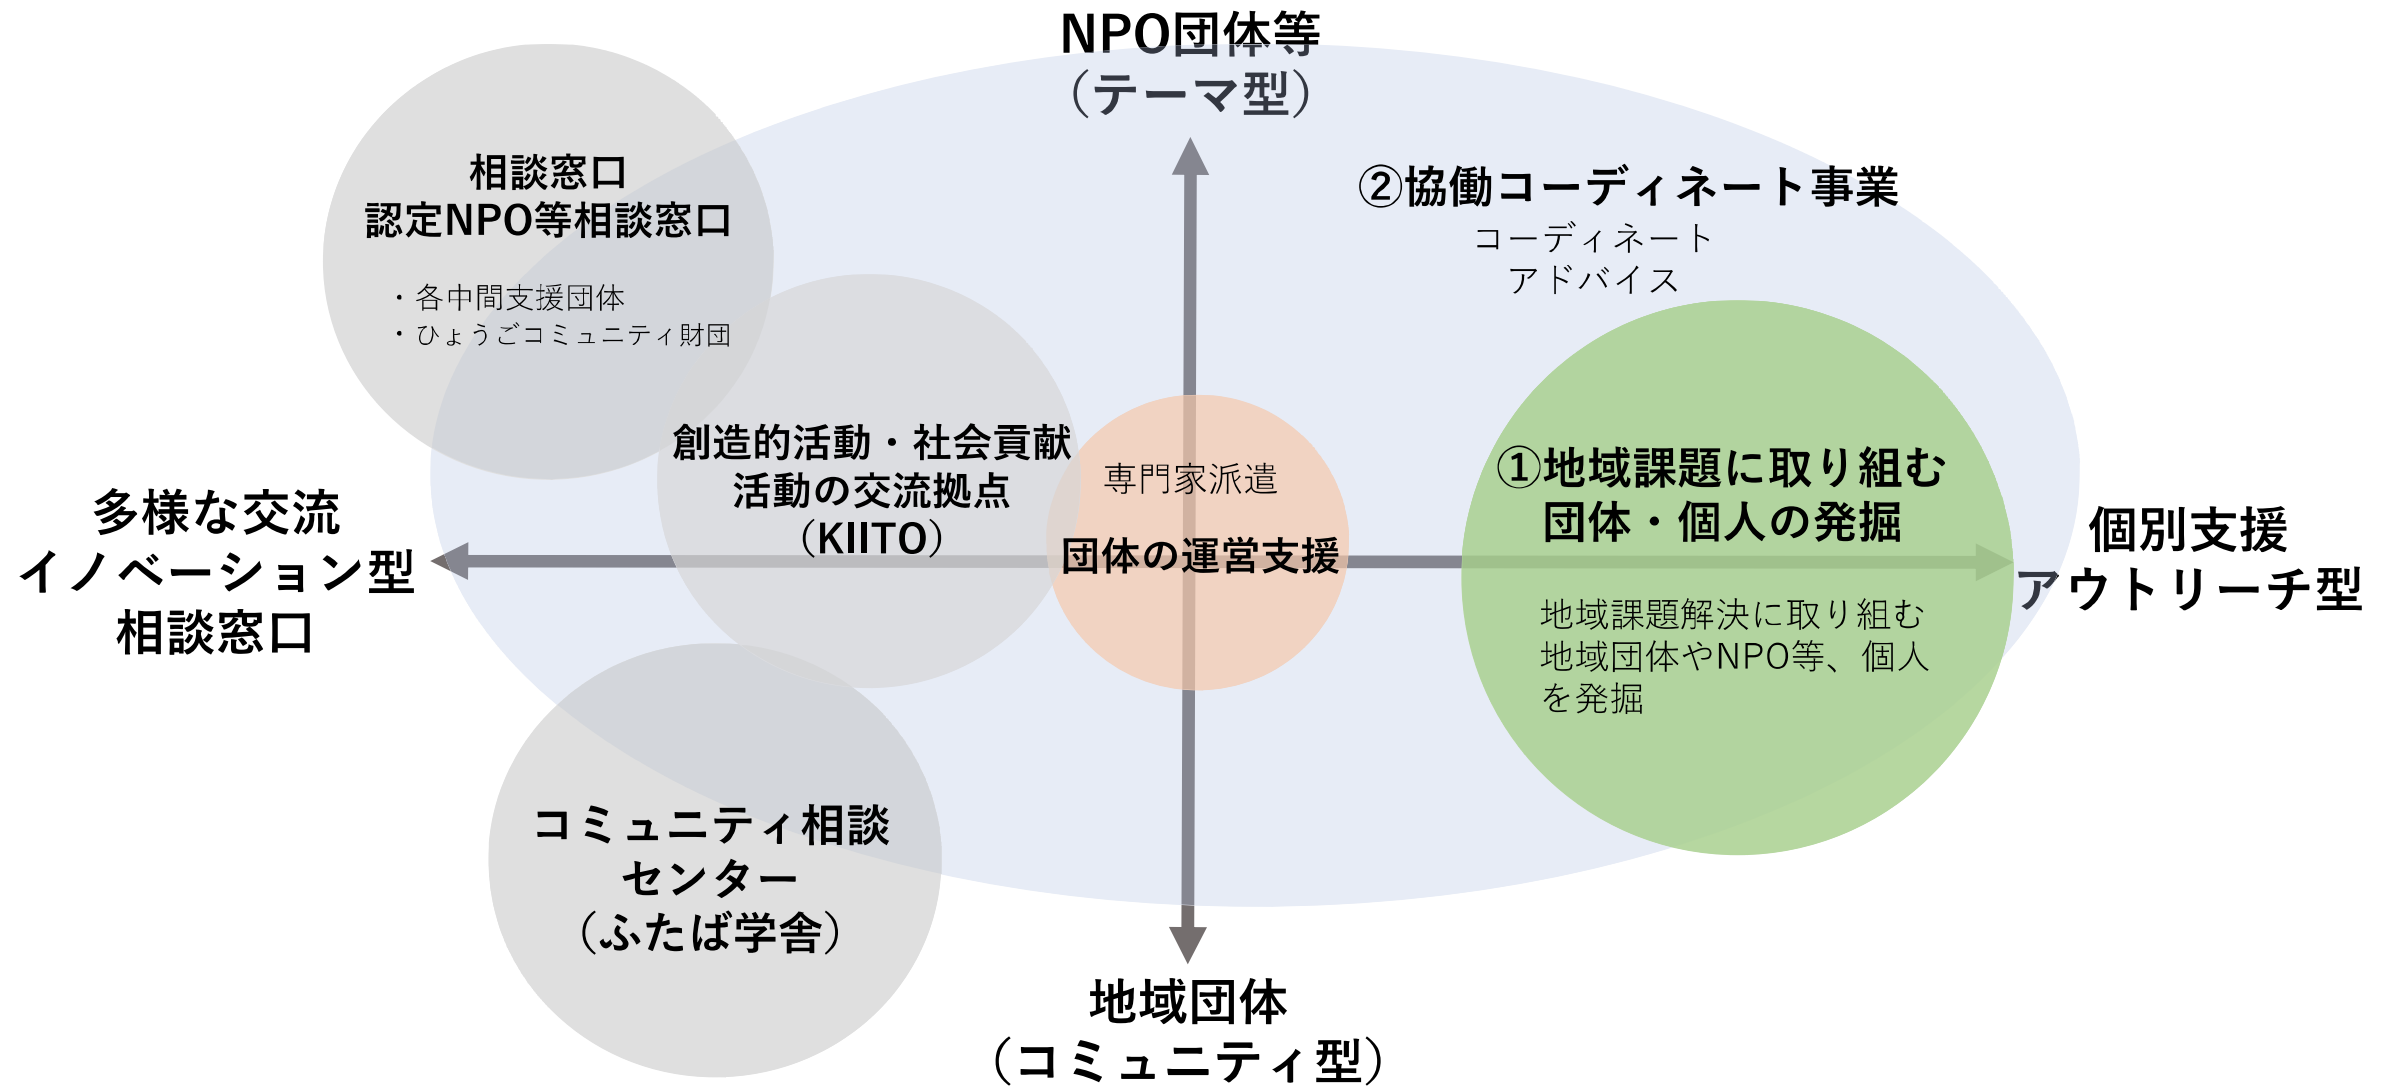 NPO団体等
（テーマ型）
相談窓口
認定NPO等相談窓口
・各中間支援団体
・ひょうごコミュニティ財団
②協働コーディネート事業
コーディネート
アドバイス
創造的活動・社会貢献
活動の交流拠点
（KIITO）
専門家派遣
団体の運営支援
①地域課題に取り組む
団体・個人の発掘
地域課題解決に取り組む
地域団体やNPO等、個人
を発掘
多様な交流
イノベーション型
相談窓口
個別支援
アウトリーチ型
コミュニティ相談
センター
（ふたば学舎）
地域団体
（コミュニティ型）